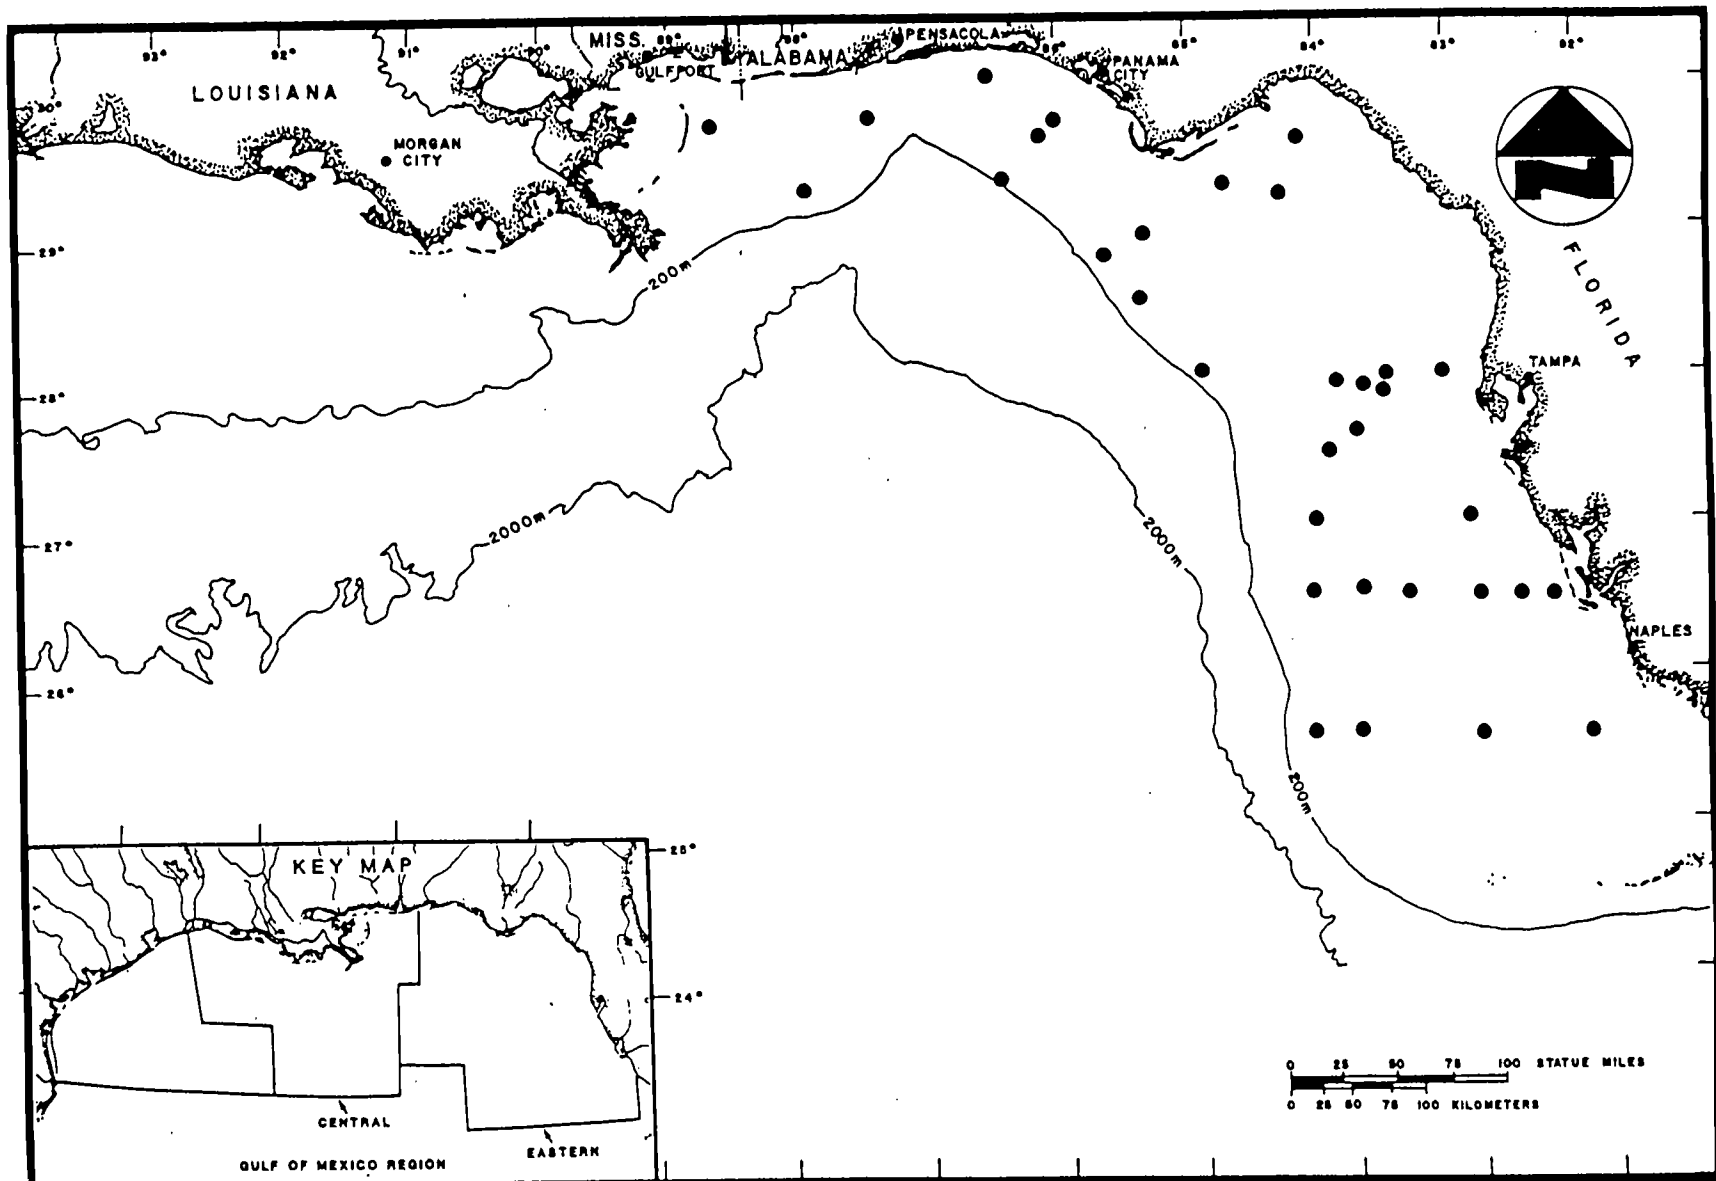 93°
92°
91°
90°
MISS.
89°
88°
PENSACOLA
86°
85°
84°
83°
82°
GULFPORT
ALABAMA
PANAMA
CITY
LOUISIANA
30°
MORGAN
CITY
N
FLORIDA
29°
200m
TAMPA
28°
2000m
2000m
27°
NAPLES
26°
200m
KEY MAP
25°
24°
0 25 50 75 100 STATUE MILES
0 25 50 75 100 KILOMETERS
CENTRAL
EASTERN
GULF OF MEXICO REGION